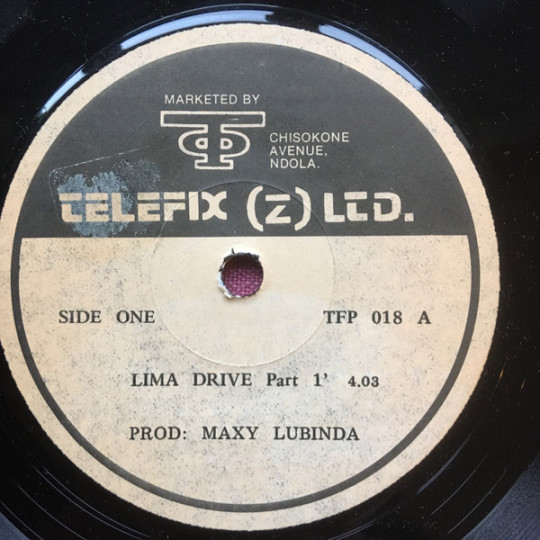 MARKETED BY
CHISOKONE
AVENUE,
NDOLA.
TELEFIX (Z) LTD.
SIDE ONE
TFP 018 A
LIMA DRIVE Part 1' 4.03
PROD: MAXY LUBINDA